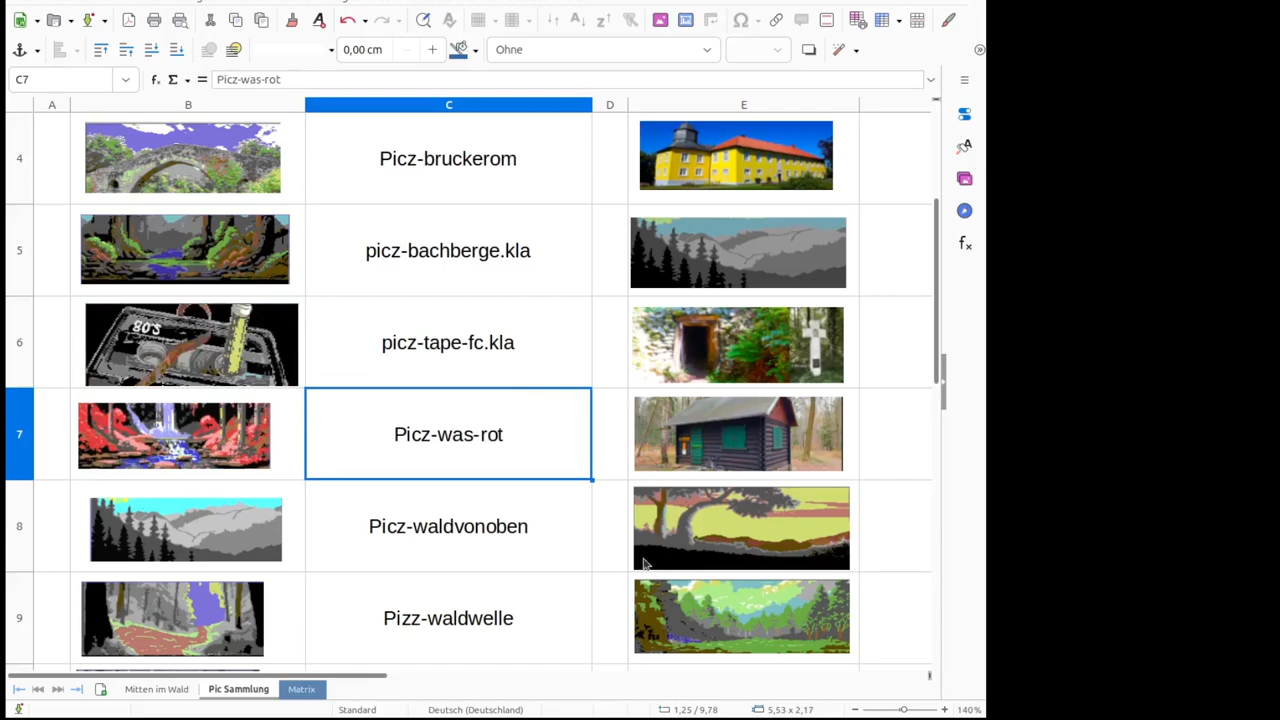 0,00 cm
Ohne
C7
Picz-was-rot
A B C D E
4 Picz-bruckerom
5 picz-bachberge.kla
6 picz-tape-fc.kla
7 Picz-was-rot
8 Picz-waldvonoben
9 Pizz-waldwelle
Mitten im Wald Pic Sammlung Matrix
Standard Deutsch (Deutschland) 1,25 / 9,78 5,53 x 2,17 140%